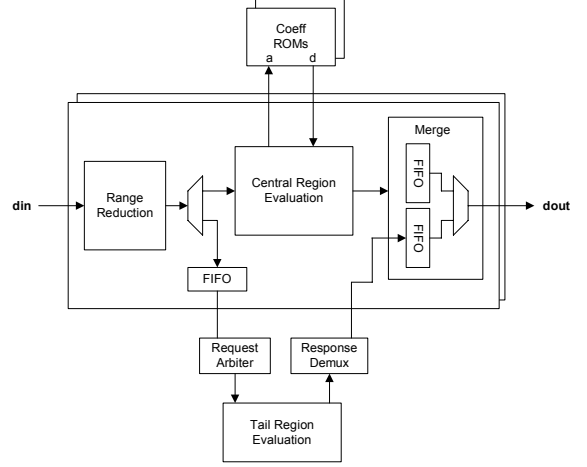 Coeff
ROMs
a d
Merge
FIFO
Range
Reduction
Central Region
Evaluation
din
dout
FIFO
FIFO
Request
Arbiter
Response
Demux
Tail Region
Evaluation